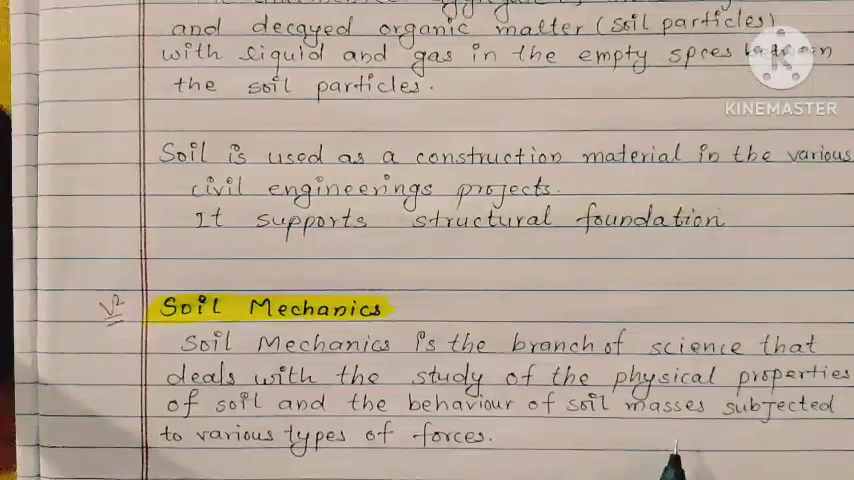 and decayed organic matter (soil particles)
with liquid and gas in the empty spces between
the soil particles.
KINEMASTER
Soil is used as a construction material in the various
civil engineerings projects.
It supports structural foundation
V²
Soil Mechanics
Soil Mechanics is the branch of science that
deals with the study of the physical properties
of soil and the behaviour of soil masses subjected
to various types of forces.